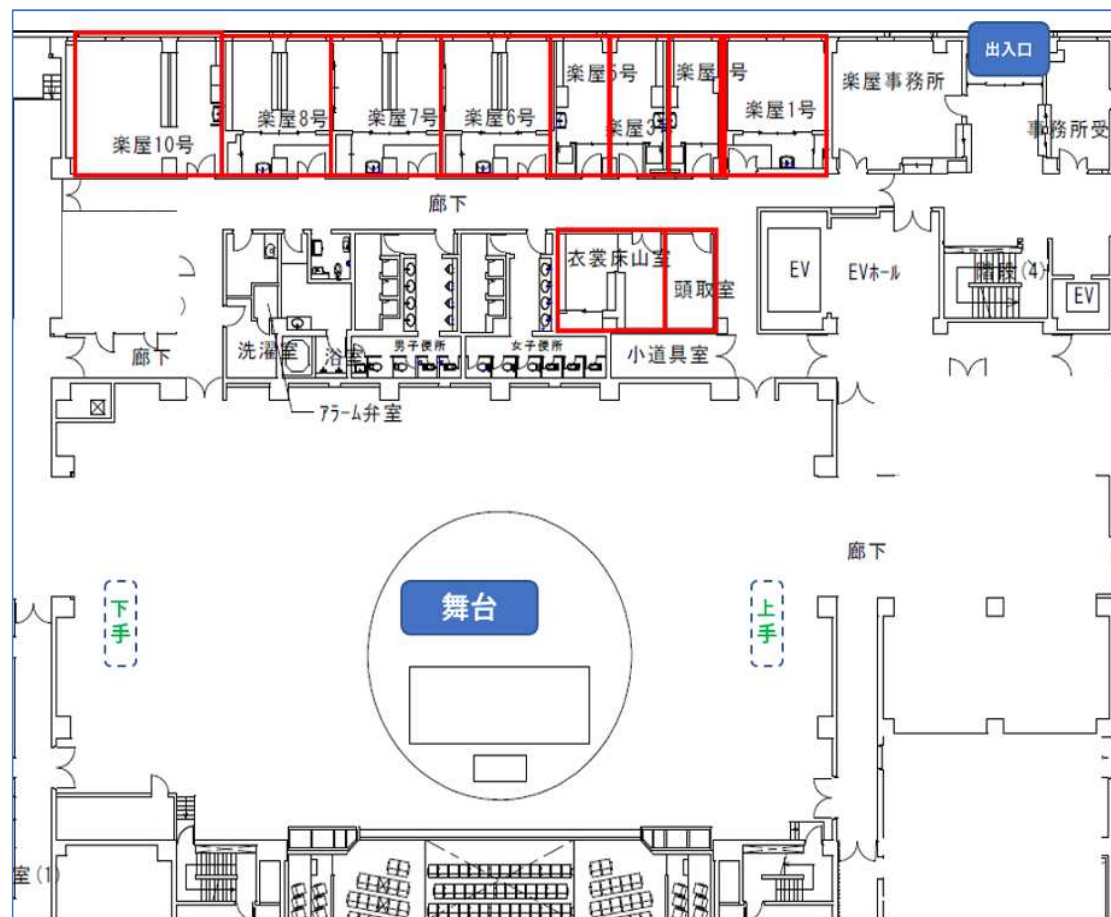 出入口
楽屋事務所
事務所受
楽屋10号
楽屋8号
楽屋7号
楽屋6号
楽屋5号
楽屋3
楽屋
号
楽屋1号
廊下
衣裳床山室
頭取室
EV
EVホール
階段(4)
EV
廊下
洗濯室
浴室
男子便所
女子便所
小道具室
アラーム弁室
廊下
下手
舞台
上手
室(1)